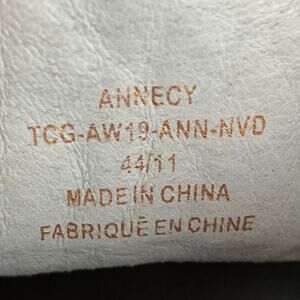 ANNECY
TCG-AW19-ANN-NVD
44/11
MADE IN CHINA
FABRIQUÉ EN CHINE